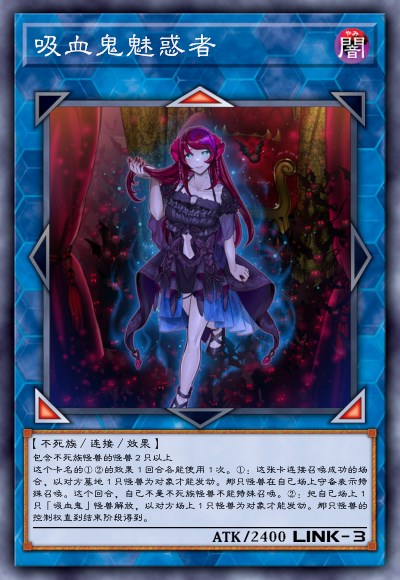 吸血鬼魅惑者
やみ
闇
【不死族／连接／效果】
包含不死族怪兽的怪兽2只以上
这个卡名的①②的效果1回合各能使用1次。①：这张卡连接召唤成功的场
合，以对方墓地1只怪兽为对象才能发动。那只怪兽在自己场上守备表示特
殊召唤。这个回合，自己不是不死族怪兽不能特殊召唤。②：把自己场上1
只「吸血鬼」怪兽解放，以对方场上1只怪兽为对象才能发动。那只怪兽的
控制权直到结束阶段得到。
ATK/2400 LINK-3